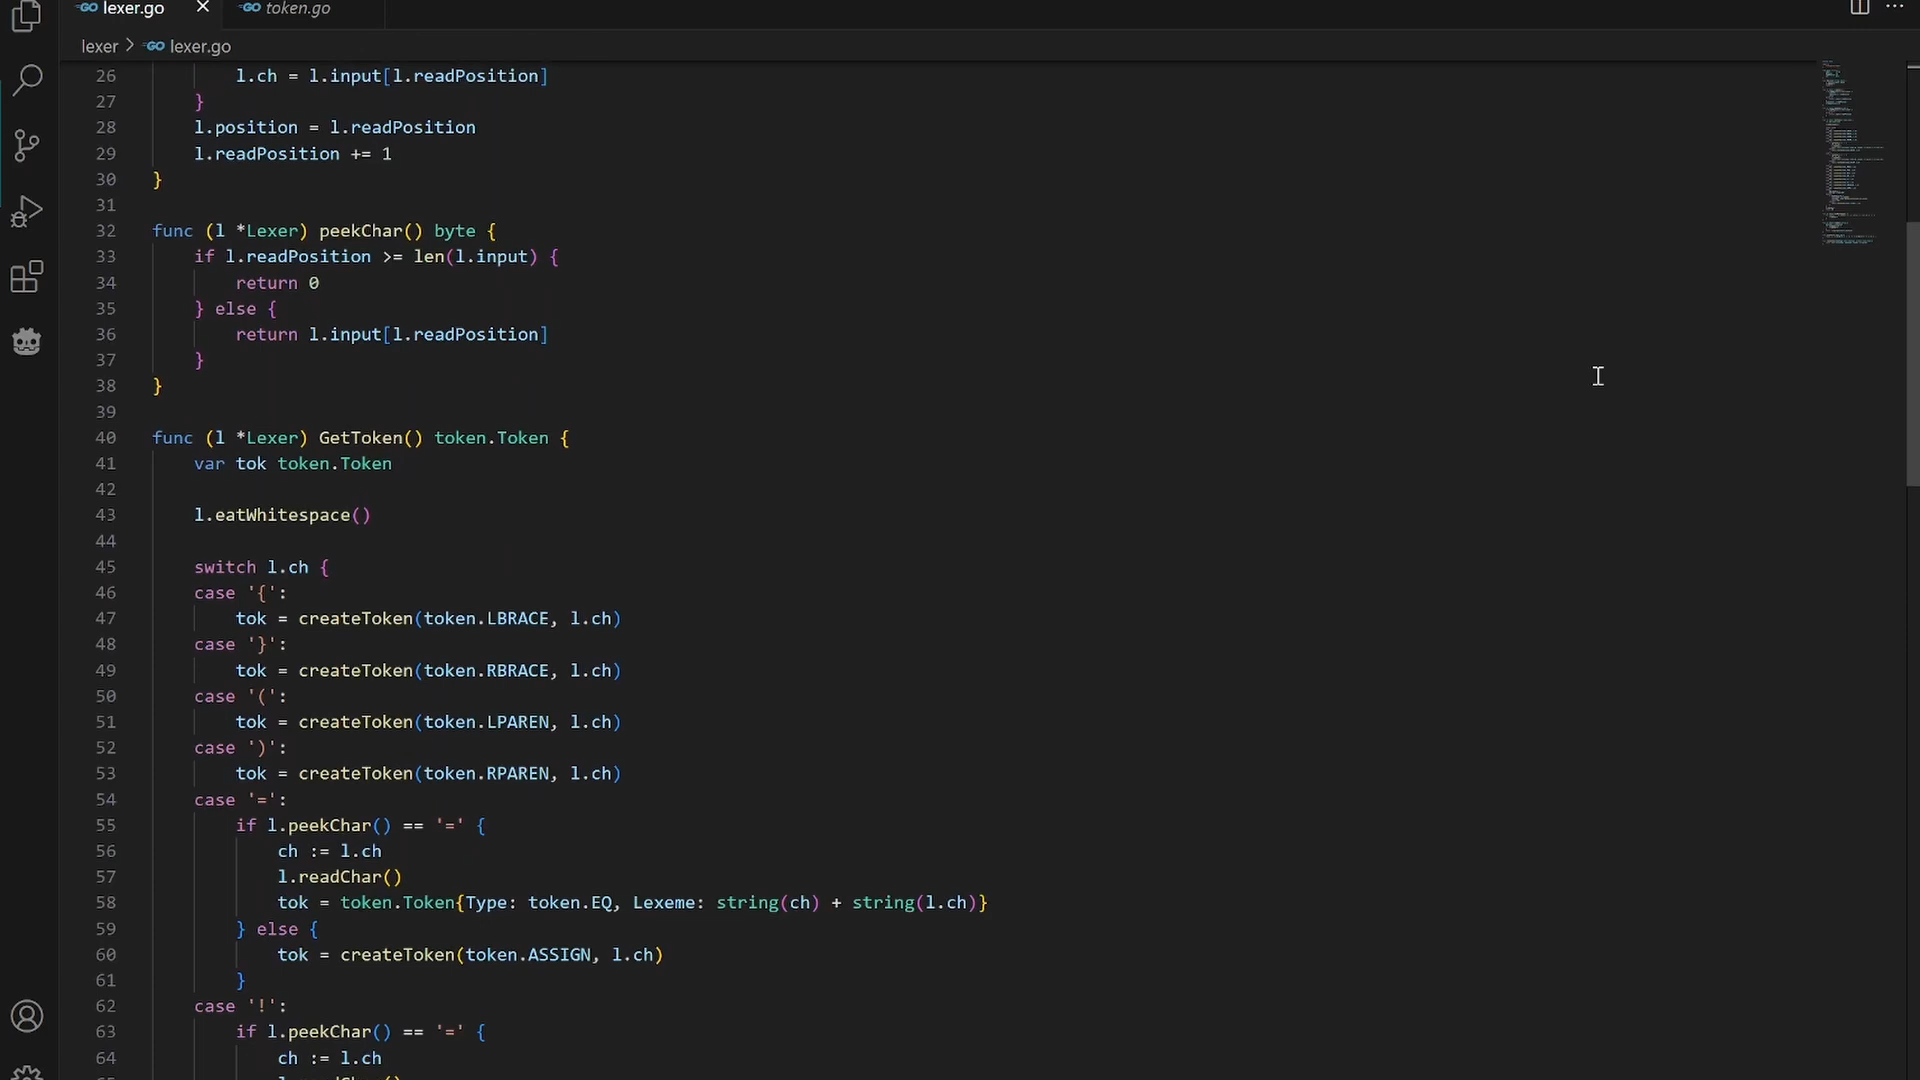 lexer.go
token.go
lexer > lexer.go
26 l.ch = l.input[l.readPosition]
27 }
28 l.position = l.readPosition
29 l.readPosition += 1
30 }
31
32 func (l *Lexer) peekChar() byte {
33 if l.readPosition >= len(l.input) {
34 return 0
35 } else {
36 return l.input[l.readPosition]
37 }
38 }
39
40 func (l *Lexer) GetToken() token.Token {
41 var tok token.Token
42
43 l.eatWhitespace()
44
45 switch l.ch {
46 case '{':
47 tok = createToken(token.LBRACE, l.ch)
48 case '}':
49 tok = createToken(token.RBRACE, l.ch)
50 case '(':
51 tok = createToken(token.LPAREN, l.ch)
52 case ')':
53 tok = createToken(token.RPAREN, l.ch)
54 case '=':
55 if l.peekChar() == '=' {
56 ch := l.ch
57 l.readChar()
58 tok = token.Token{Type: token.EQ, Lexeme: string(ch) + string(l.ch)}
59 } else {
60 tok = createToken(token.ASSIGN, l.ch)
61 }
62 case '!':
63 if l.peekChar() == '=' {
64 ch := l.ch